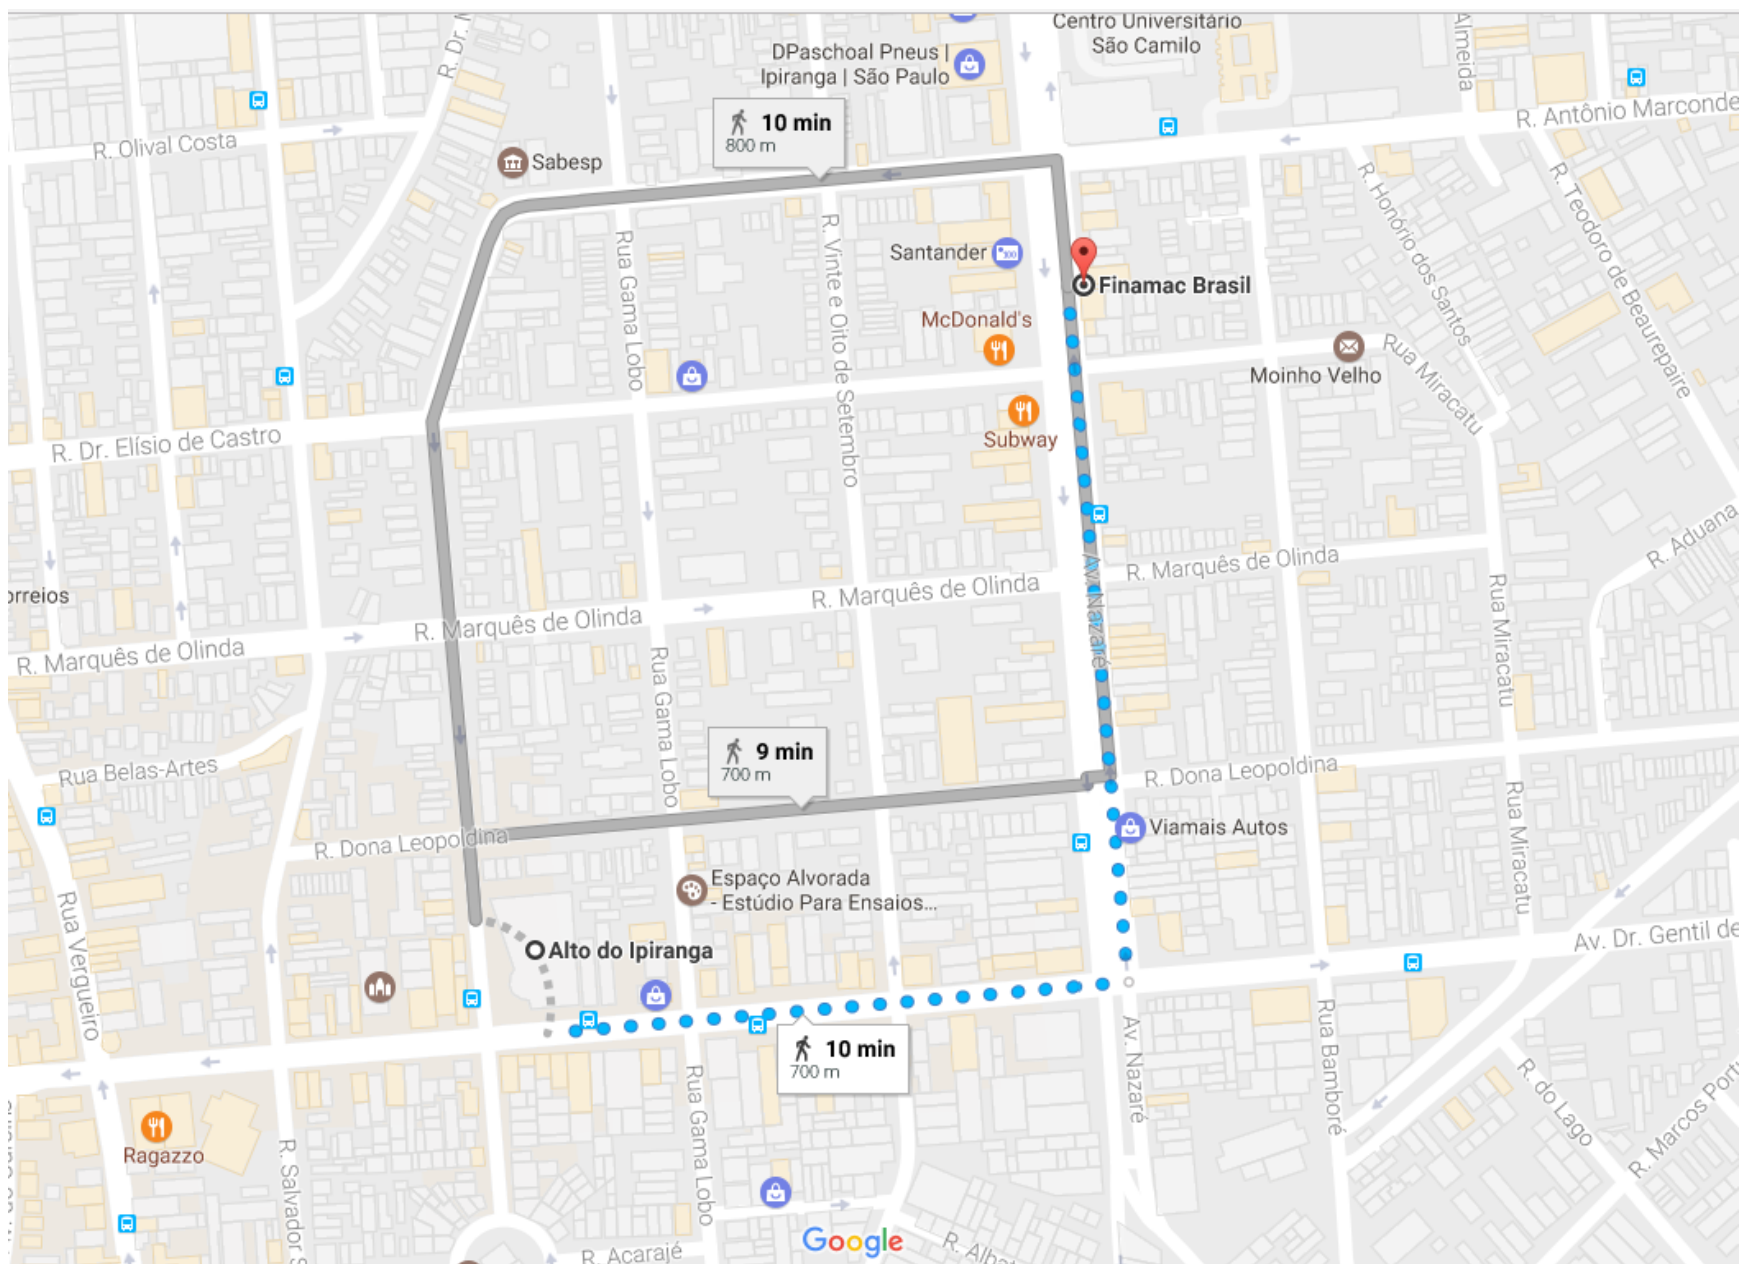 Centro Universitário
São Camilo
DPaschoal Pneus |
Ipiranga | São Paulo
R. Dr.
Almeida
R. Antônio Marconde
10 min
800 m
R. Olival Costa
Sabesp
R. Honório dos Santos
R. Teodoro de Beaurepaire
Rua Gama Lobo
R. Vinte e Oito de Setembro
Santander
Finamac Brasil
McDonald's
Rua Miracatu
Moinho Velho
Subway
R. Dr. Elísio de Castro
R. Aduana
Av. Nazaré
R. Marquês de Olinda
R. Marquês de Olinda
orreios
R. Marquês de Olinda
R. Marquês de Olinda
Rua Miracatu
Rua Gama Lobo
9 min
700 m
Rua Belas-Artes
R. Dona Leopoldina
Rua Miracatu
Viamais Autos
R. Dona Leopoldina
Espaço Alvorada
- Estúdio Para Ensaios...
Rua Vergueiro
Av. Dr. Gentil de
Alto do Ipiranga
10 min
700 m
Av. Nazaré
Rua Bamboré
R. do Lago
R. Marcos Port
Rua Gama Lobo
Ragazzo
R. Salvador S
Google
R. Acarajé
R. Alba